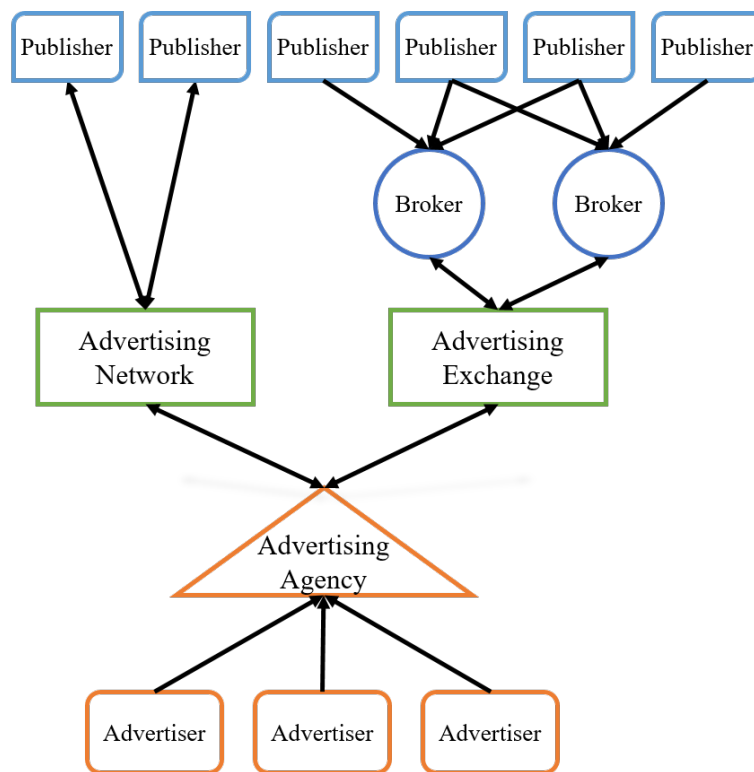 Publisher
Publisher
Publisher
Publisher
Publisher
Publisher
Broker
Broker
Advertising
Network
Advertising
Exchange
Advertising
Agency
Advertiser
Advertiser
Advertiser